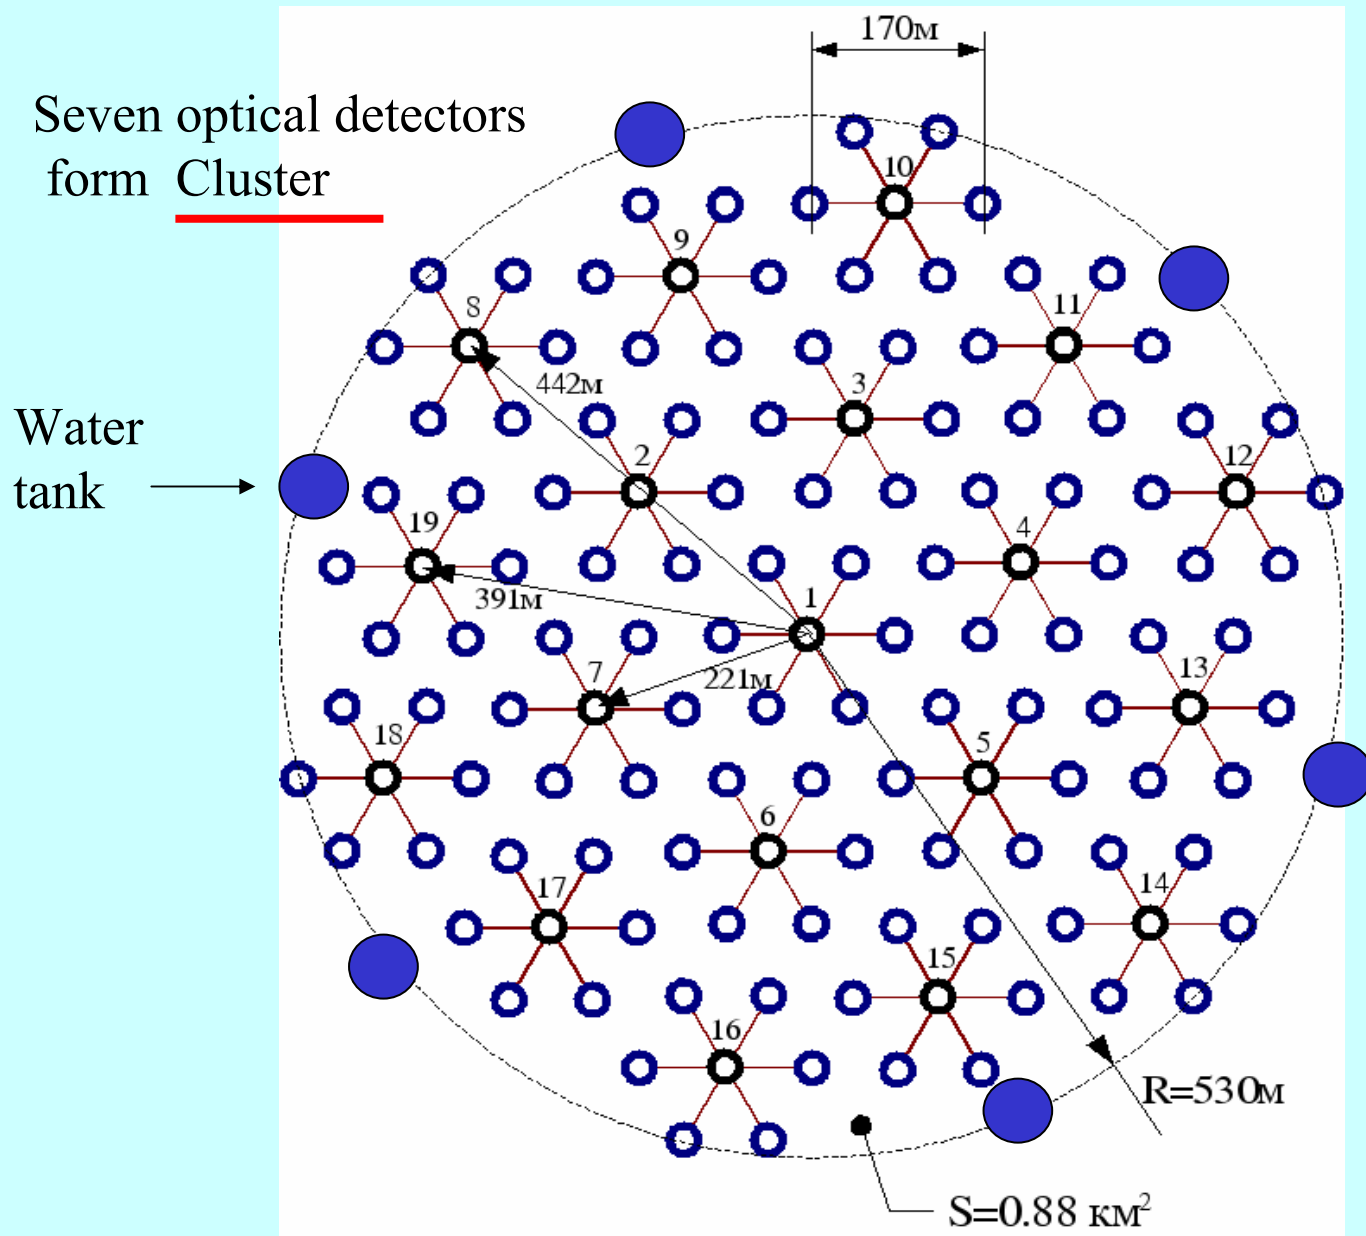 170м
Seven optical detectors
form Cluster
10
9
8
11
442м
3
Water
tank
2
12
19
4
391м
1
7
221м
13
18
5
6
17
14
15
16
R=530м
S=0.88 км²